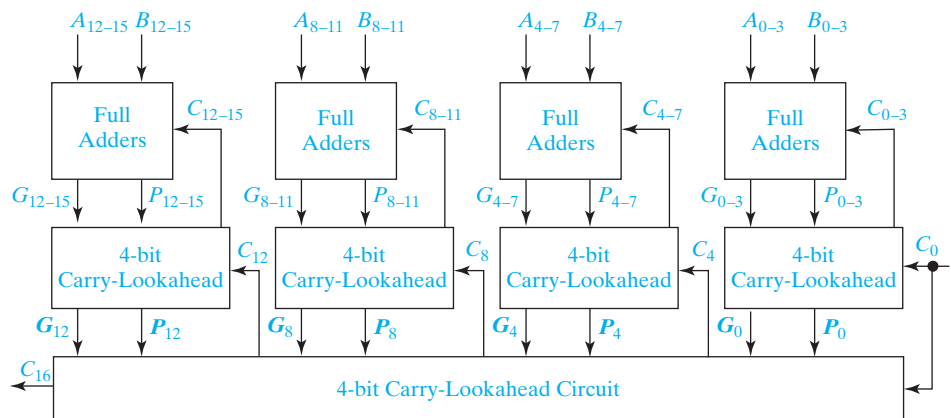 A₁₂₋₁₅ B₁₂₋₁₅ A₈₋₁₁ B₈₋₁₁ A₄₋₇ B₄₋₇ A₀₋₃ B₀₋₃
Full Adders C₁₂₋₁₅ Full Adders C₈₋₁₁ Full Adders C₄₋₇ Full Adders C₀₋₃
G₁₂₋₁₅ P₁₂₋₁₅ G₈₋₁₁ P₈₋₁₁ G₄₋₇ P₄₋₇ G₀₋₃ P₀₋₃
4-bit Carry-Lookahead C₁₂ 4-bit Carry-Lookahead C₈ 4-bit Carry-Lookahead C₄ 4-bit Carry-Lookahead C₀
G₁₂ P₁₂ G₈ P₈ G₄ P₄ G₀ P₀
C₁₆ 4-bit Carry-Lookahead Circuit